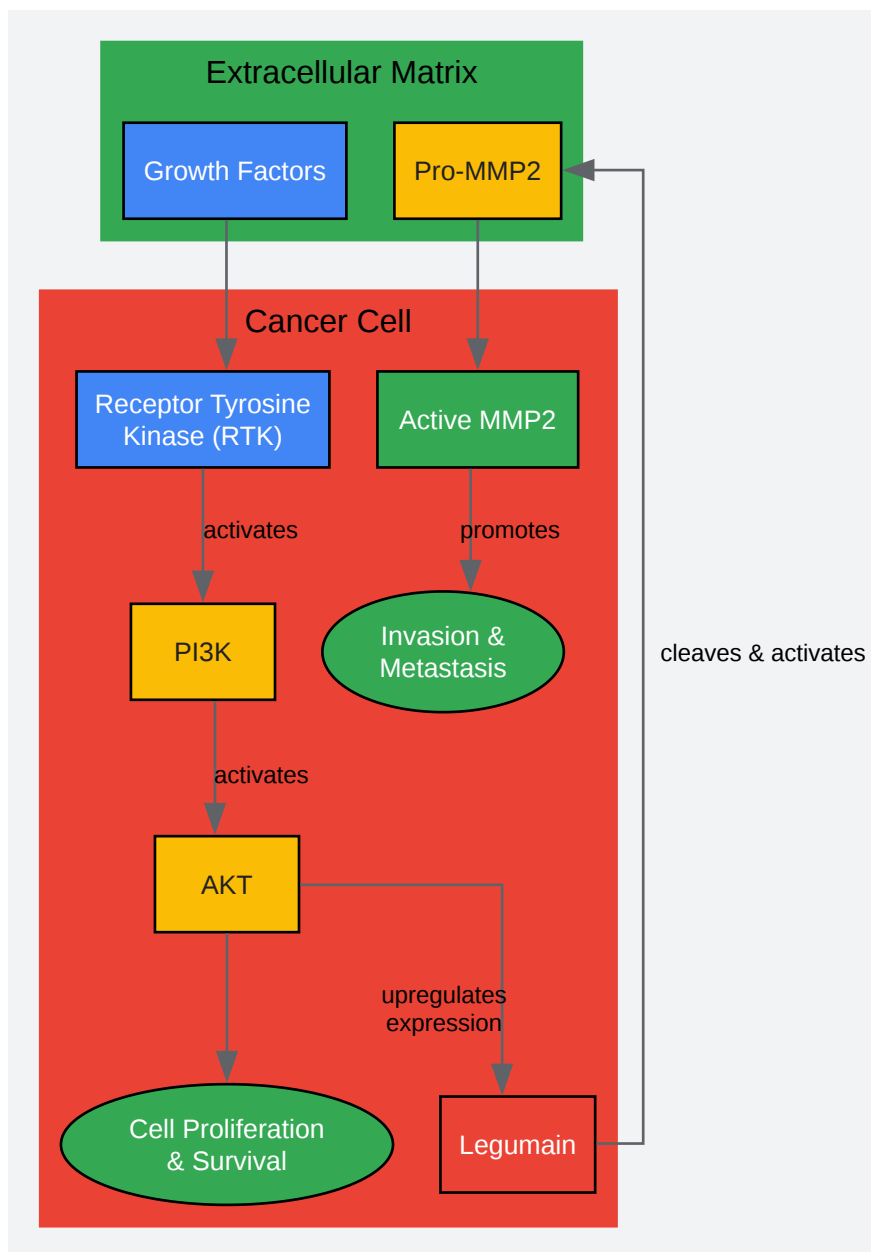 Extracellular Matrix
Growth Factors
Pro-MMP2
Cancer Cell
Receptor Tyrosine
Kinase (RTK)
Active MMP2
activates
promotes
PI3K
Invasion &
Metastasis
cleaves & activates
activates
AKT
upregulates
expression
Cell Proliferation
& Survival
Legumain